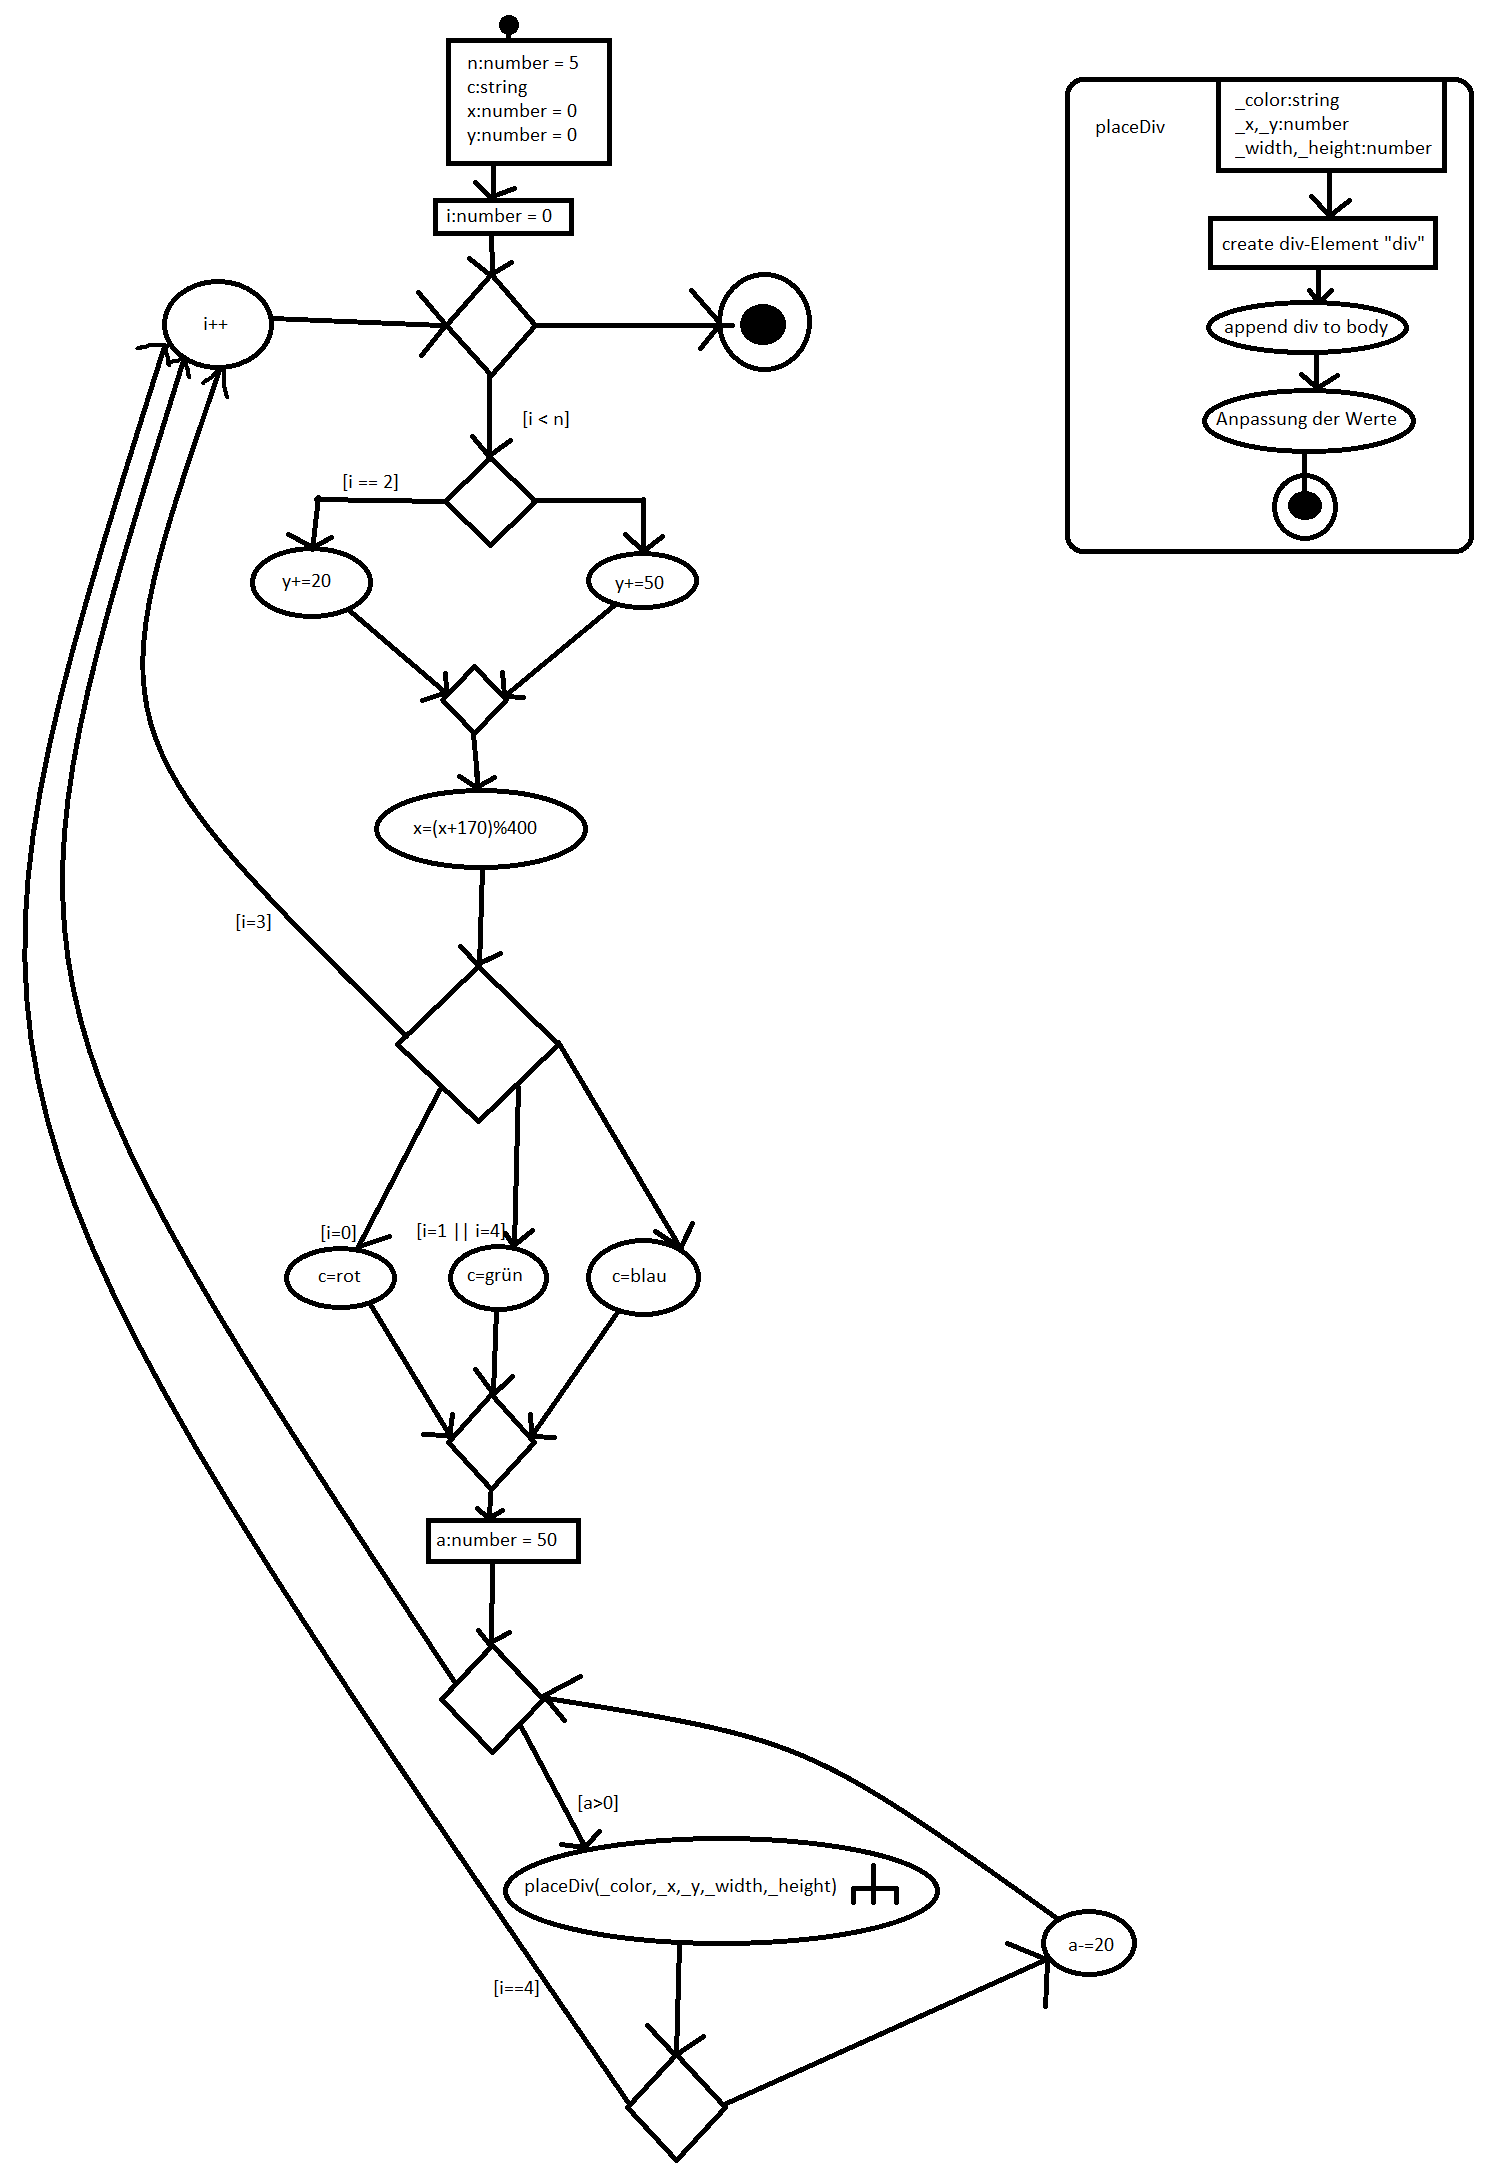 n:number = 5
c:string
x:number = 0
y:number = 0
i:number = 0
i++
[i < n]
[i == 2]
y+=20
y+=50
x=(x+170)%400
[i=3]
[i=0]
[i=1 || i=4]
c=rot
c=grün
c=blau
a:number = 50
[a>0]
placeDiv(_color,_x,_y,_width,_height)
a-=20
[i==4]
placeDiv
_color:string
_x,_y:number
_width,_height:number
create div-Element "div"
append div to body
Anpassung der Werte